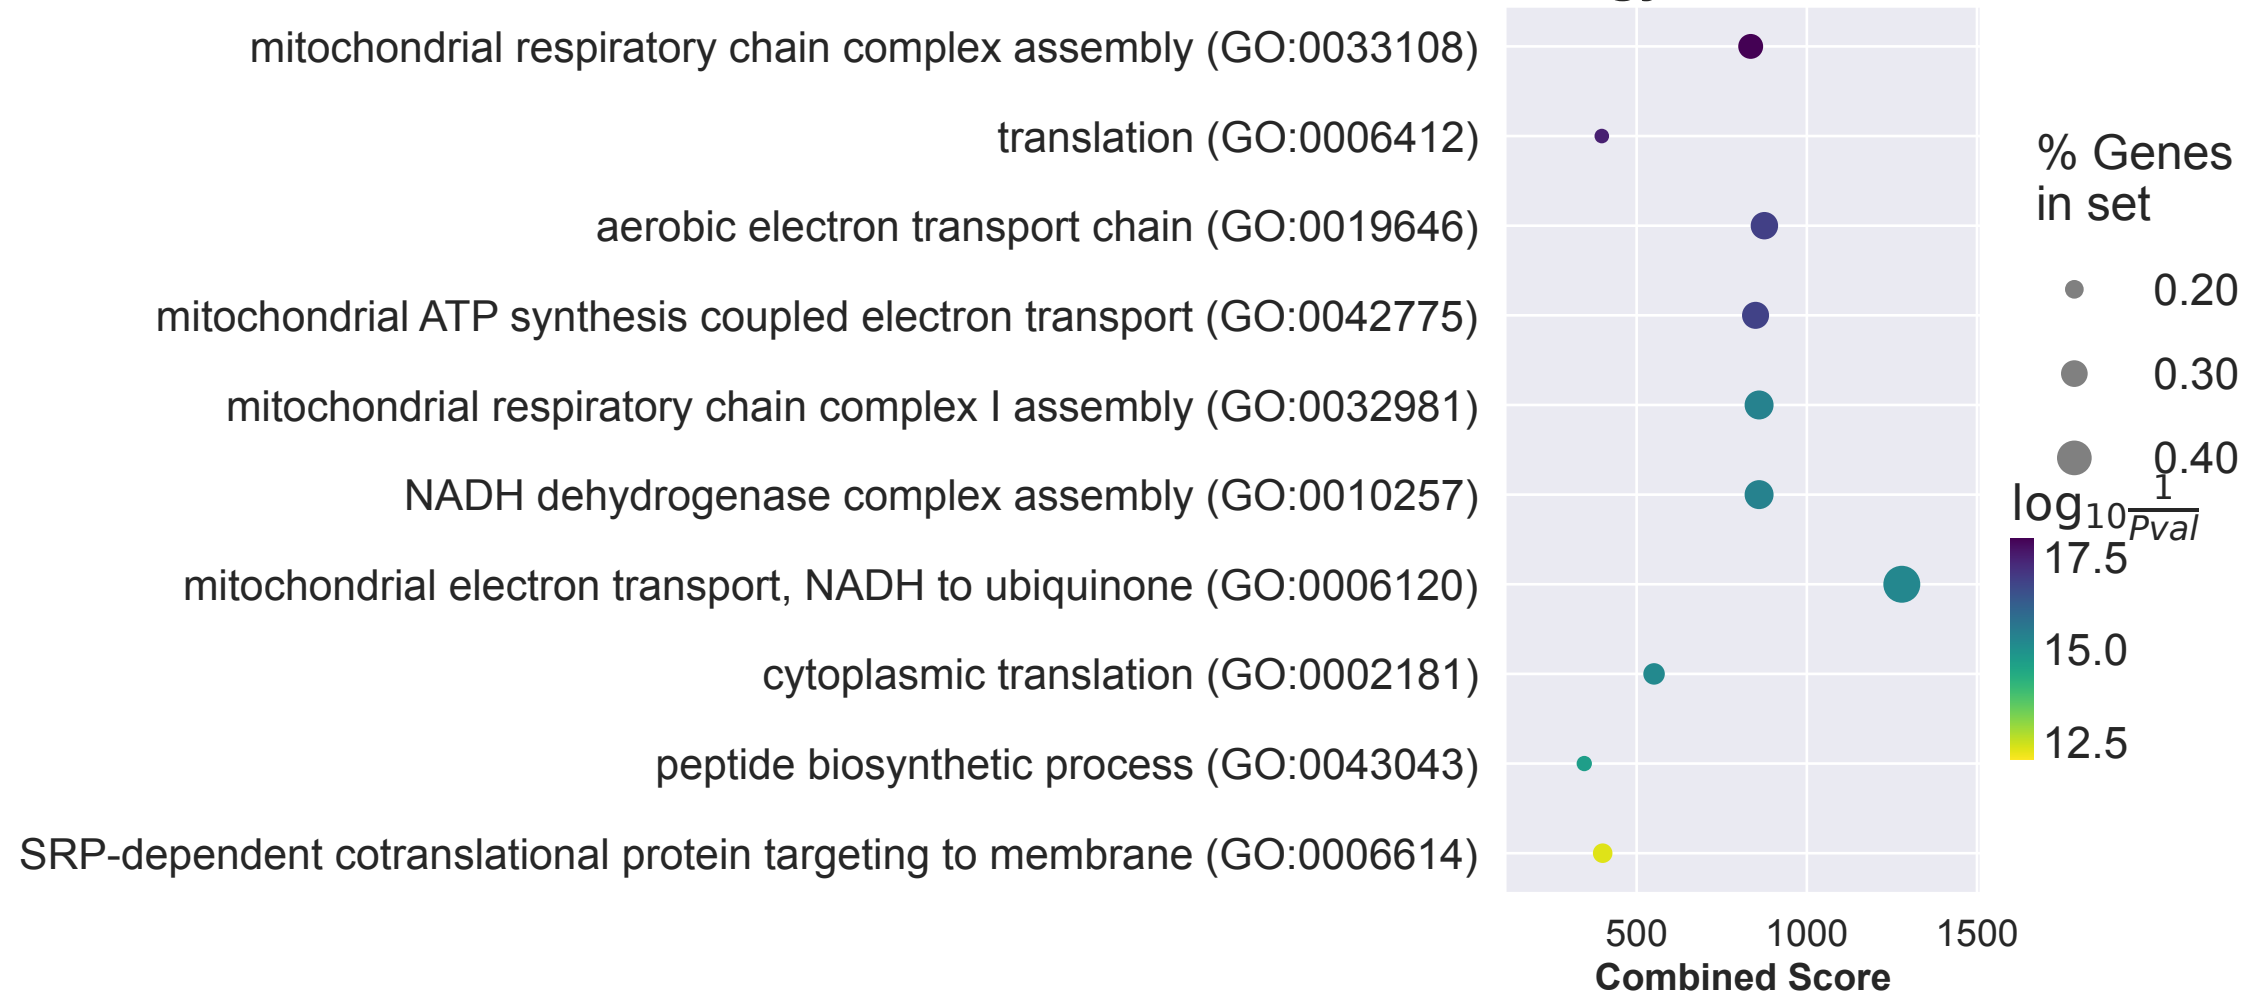 mitochondrial respiratory chain complex assembly (GO:0033108)
translation (GO:0006412)
aerobic electron transport chain (GO:0019646)
mitochondrial ATP synthesis coupled electron transport (GO:0042775)
mitochondrial respiratory chain complex I assembly (GO:0032981)
NADH dehydrogenase complex assembly (GO:0010257)
mitochondrial electron transport, NADH to ubiquinone (GO:0006120)
cytoplasmic translation (GO:0002181)
peptide biosynthetic process (GO:0043043)
SRP-dependent cotranslational protein targeting to membrane (GO:0006614)
500 1000 1500
Combined Score
% Genes
in set
0.20
0.30
0.40
log₁₀ 1/Pval
17.5
15.0
12.5